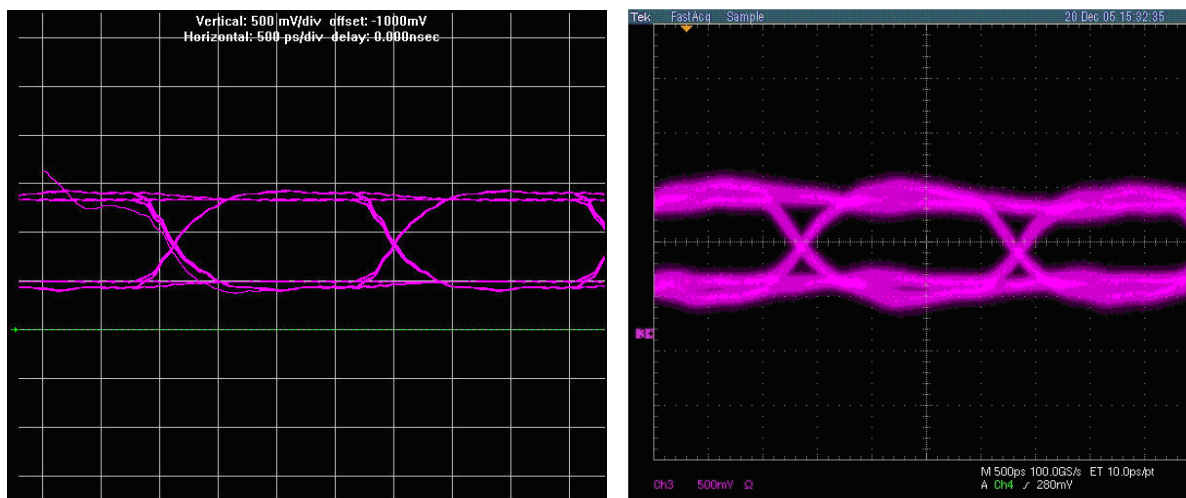 Vertical: 500 mV/div offset: -1000mV
Horizontal: 500 ps/div delay: 0.000nsec
Tek FastAcq Sample 20 Dec 05 15:32:35
3
M 500ps 100.0GS/s ET 10.0ps/pt
A Ch4 ∕ 280mV
Ch3 500mV Ω